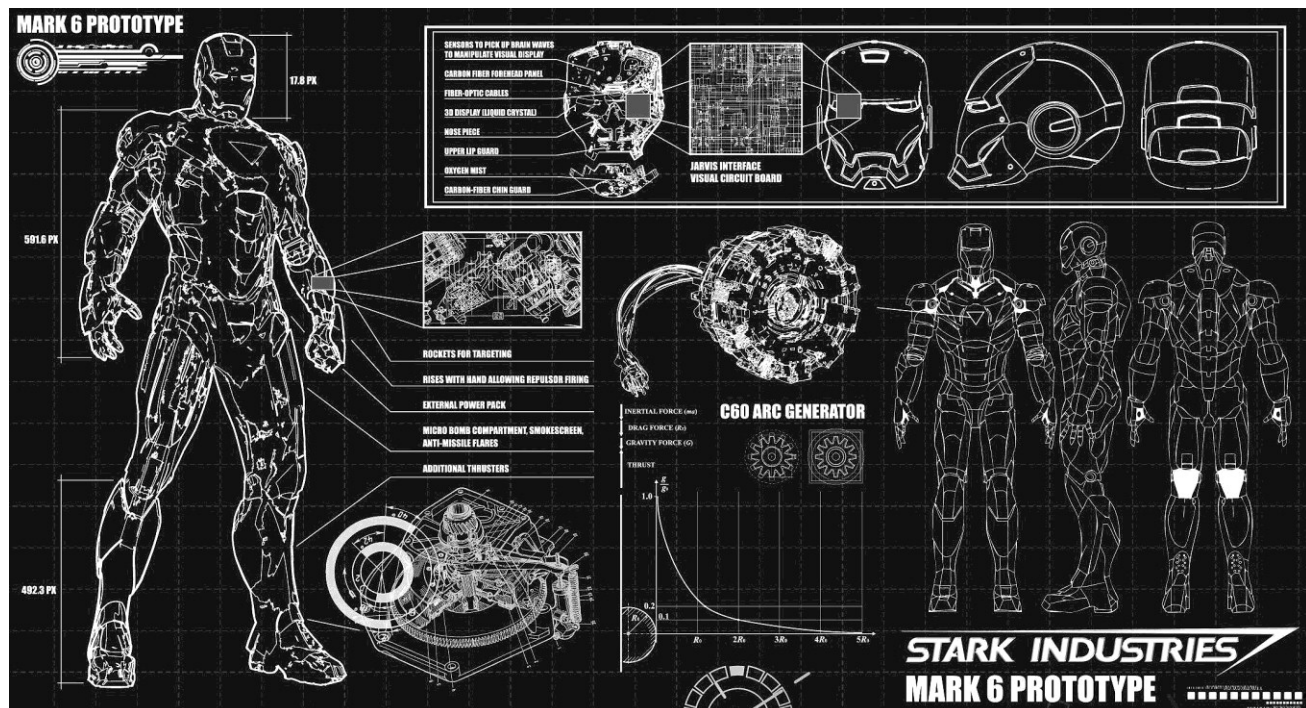 MARK 6 PROTOTYPE
17.8 PX
591.6 PX
492.3 PX
SENSORS TO PICK UP BRAIN WAVES
TO MANIPULATE VISUAL DISPLAY
CARBON FIBER FOREHEAD PANEL
FIBER-OPTIC CABLES
3D DISPLAY (LIQUID CRYSTAL)
NOSE PIECE
UPPER LIP GUARD
OXYGEN MIST
CARBON-FIBER CHIN GUARD
JARVIS INTERFACE
VISUAL CIRCUIT BOARD
ROCKETS FOR TARGETING
RISES WITH HAND ALLOWING REPULSOR FIRING
EXTERNAL POWER PACK
MICRO BOMB COMPARTMENT, SMOKESCREEN,
ANTI-MISSILE FLARES
ADDITIONAL THRUSTERS
C60 ARC GENERATOR
INERTIAL FORCE (ma)
DRAG FORCE (R₀)
GRAVITY FORCE (G)
THRUST
1.0
0.2
0.1
R₀ 2R₀ 3R₀ 4R₀ 5R₀
STARK INDUSTRIES
MARK 6 PROTOTYPE